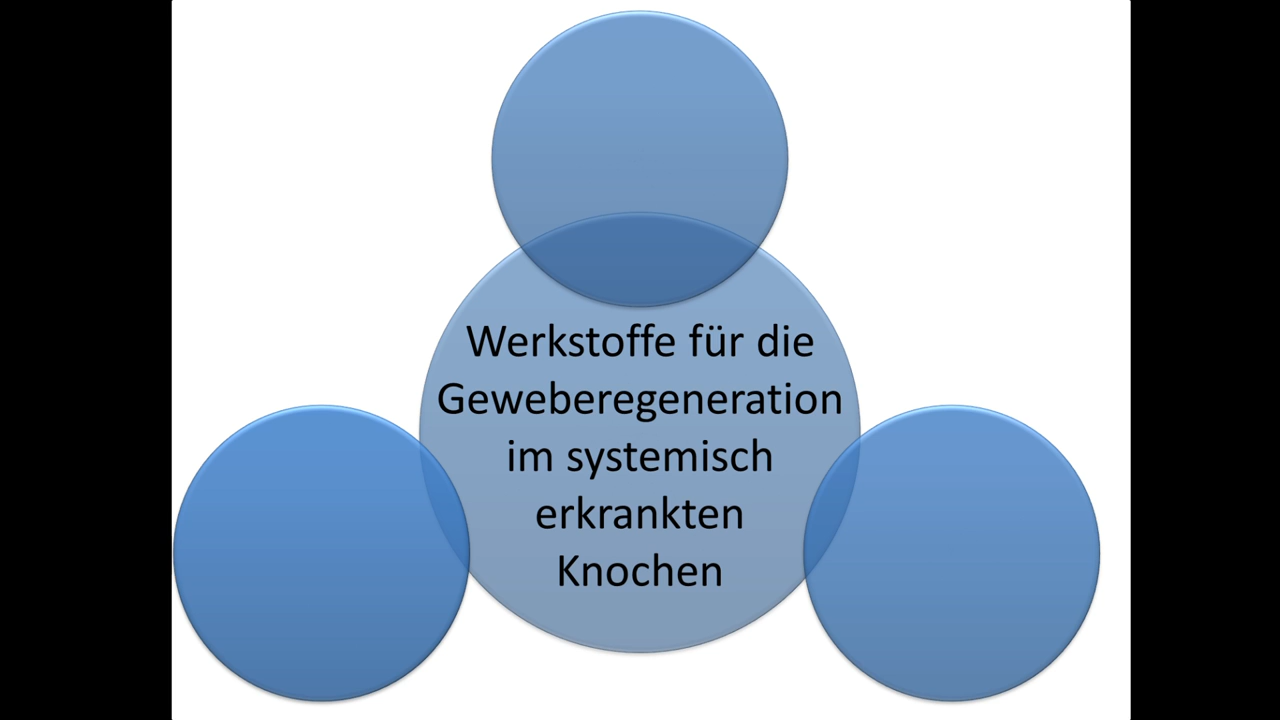 Werkstoffe für die
Geweberegeneration
im systemisch
erkrankten
Knochen